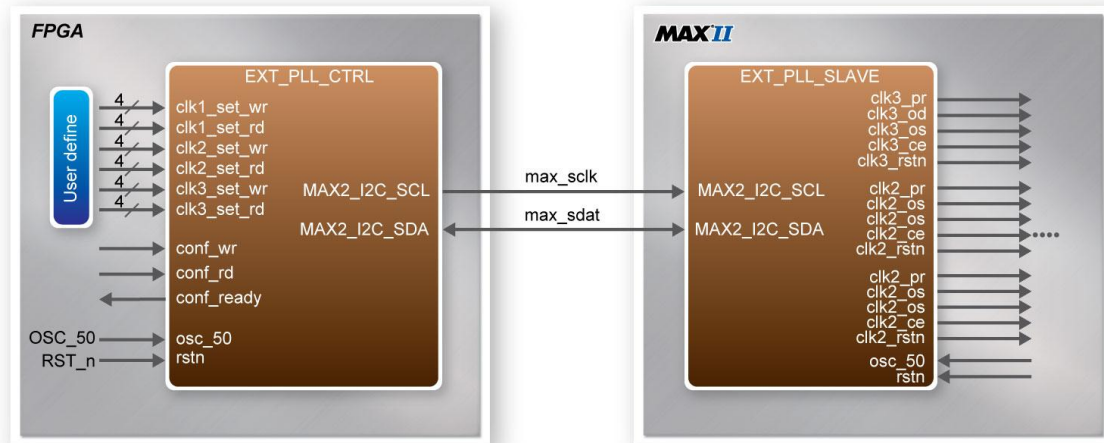 FPGA
EXT_PLL_CTRL
User define
4 clk1_set_wr
4 clk1_set_rd
4 clk2_set_wr
4 clk2_set_rd
4 clk3_set_wr
4 clk3_set_rd
MAX2_I2C_SCL
MAX2_I2C_SDA
conf_wr
conf_rd
conf_ready
OSC_50 osc_50
RST_n rstn
max_sclk
max_sdat
MAX II
EXT_PLL_SLAVE
clk3_pr
clk3_od
clk3_os
clk3_ce
clk3_rstn
MAX2_I2C_SCL
MAX2_I2C_SDA
clk2_pr
clk2_os
clk2_os
clk2_ce
clk2_rstn
clk2_pr
clk2_os
clk2_os
clk2_ce
clk2_rstn
osc_50
rstn